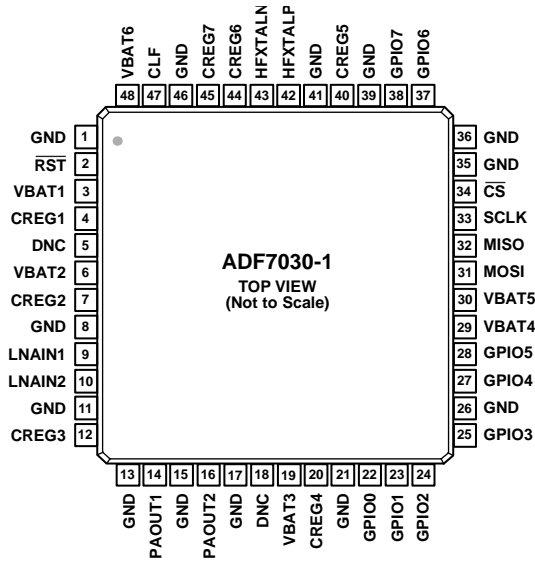 VBAT6 CLF GND CREG7 CREG6 HFXTALN HFXTALP GND CREG5 GND GPIO7 GPIO6
48 47 46 45 44 43 42 41 40 39 38 37
GND 1
RST 2
VBAT1 3
CREG1 4
DNC 5
VBAT2 6
CREG2 7
GND 8
LNAIN1 9
LNAIN2 10
GND 11
CREG3 12
ADF7030-1
TOP VIEW
(Not to Scale)
36 GND
35 GND
34 CS
33 SCLK
32 MISO
31 MOSI
30 VBAT5
29 VBAT4
28 GPIO5
27 GPIO4
26 GND
25 GPIO3
13 14 15 16 17 18 19 20 21 22 23 24
GND PAOUT1 GND PAOUT2 GND DNC VBAT3 CREG4 GND GPIO0 GPIO1 GPIO2